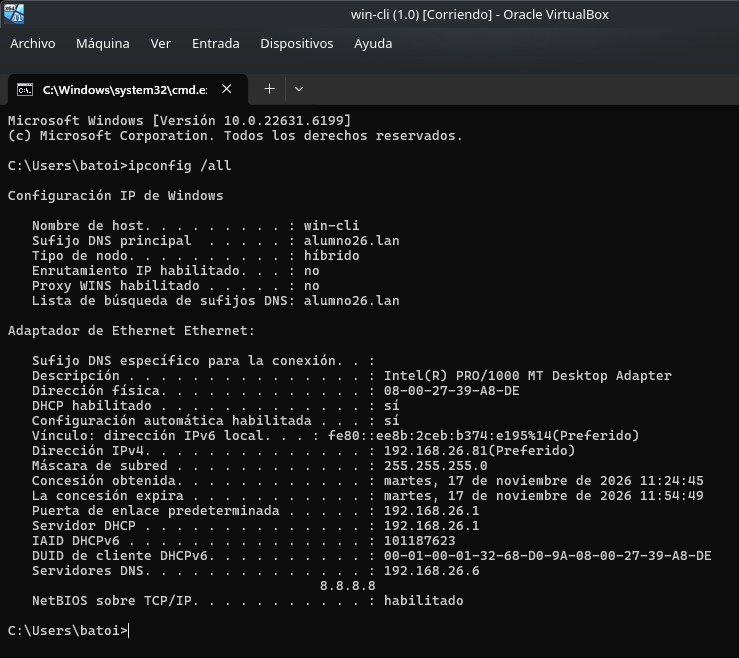 win-cli (1.0) [Corriendo] - Oracle VirtualBox
Archivo Máquina Ver Entrada Dispositivos Ayuda
C:\Windows\system32\cmd.e:
Microsoft Windows [Versión 10.0.22631.6199]
(c) Microsoft Corporation. Todos los derechos reservados.
C:\Users\batoi>ipconfig /all
Configuración IP de Windows
Nombre de host. . . . . . . . . : win-cli
Sufijo DNS principal  . . . . . : alumno26.lan
Tipo de nodo. . . . . . . . . . : híbrido
Enrutamiento IP habilitado. . . : no
Proxy WINS habilitado . . . . . : no
Lista de búsqueda de sufijos DNS: alumno26.lan
Adaptador de Ethernet Ethernet:
Sufijo DNS específico para la conexión. . :
Descripción . . . . . . . . . . . . . . . : Intel(R) PRO/1000 MT Desktop Adapter
Dirección física. . . . . . . . . . . . . : 08-00-27-39-A8-DE
DHCP habilitado . . . . . . . . . . . . . : sí
Configuración automática habilitada . . . : sí
Vínculo: dirección IPv6 local. . . : fe80::ee8b:2ceb:b374:e195%14(Preferido)
Dirección IPv4. . . . . . . . . . . . . . : 192.168.26.81(Preferido)
Máscara de subred . . . . . . . . . . . . : 255.255.255.0
Concesión obtenida. . . . . . . . . . . . : martes, 17 de noviembre de 2026 11:24:45
La concesión expira . . . . . . . . . . . : martes, 17 de noviembre de 2026 11:54:49
Puerta de enlace predeterminada . . . . . : 192.168.26.1
Servidor DHCP . . . . . . . . . . . . . . : 192.168.26.1
IAID DHCPv6 . . . . . . . . . . . . . . . : 101187623
DUID de cliente DHCPv6. . . . . . . . . . : 00-01-00-01-32-68-D0-9A-08-00-27-39-A8-DE
Servidores DNS. . . . . . . . . . . . . . : 192.168.26.6
8.8.8.8
NetBIOS sobre TCP/IP. . . . . . . . . . . : habilitado
C:\Users\batoi>